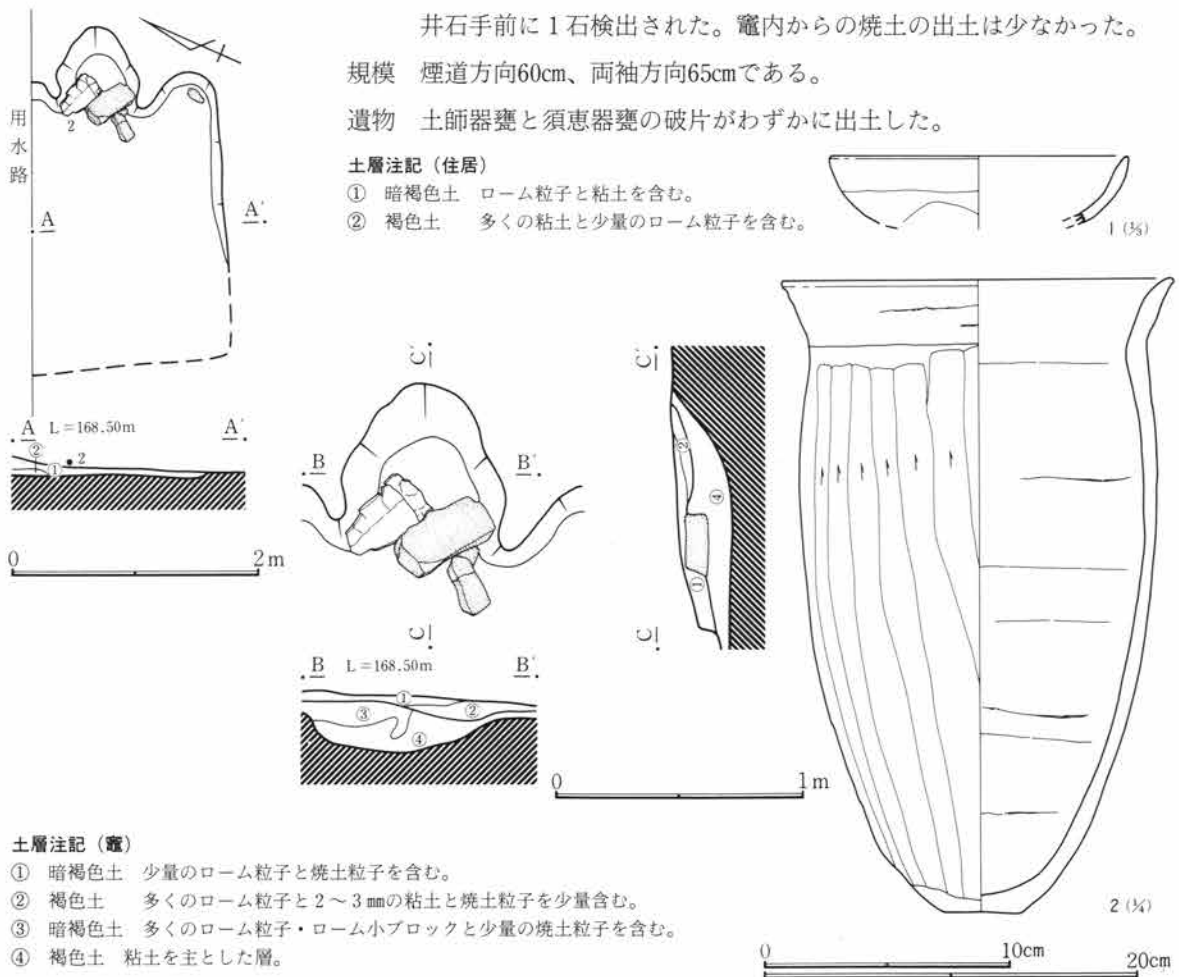 井石手前に1石検出された。竈内からの焼土の出土は少なかった。
規模　煙道方向60cm、両袖方向65cmである。
遺物　土師器甕と須恵器甕の破片がわずかに出土した。
土層注記（住居）
①　暗褐色土　ローム粒子と粘土を含む。
②　褐色土　　多くの粘土と少量のローム粒子を含む。
1 (⅓)
用水路
2
A
A′
A L=168.50m A′
②
①
2
0 2m
C′
B B′
C
B L=168.50m B′
①
③
②
④
C′
②
④
①
C
0 1m
2 (¼)
0 10cm
20cm
土層注記（竈）
①　暗褐色土　少量のローム粒子と焼土粒子を含む。
②　褐色土　　多くのローム粒子と2～3㎜の粘土と焼土粒子を少量含む。
③　暗褐色土　多くのローム粒子・ローム小ブロックと少量の焼土粒子を含む。
④　褐色土　粘土を主とした層。